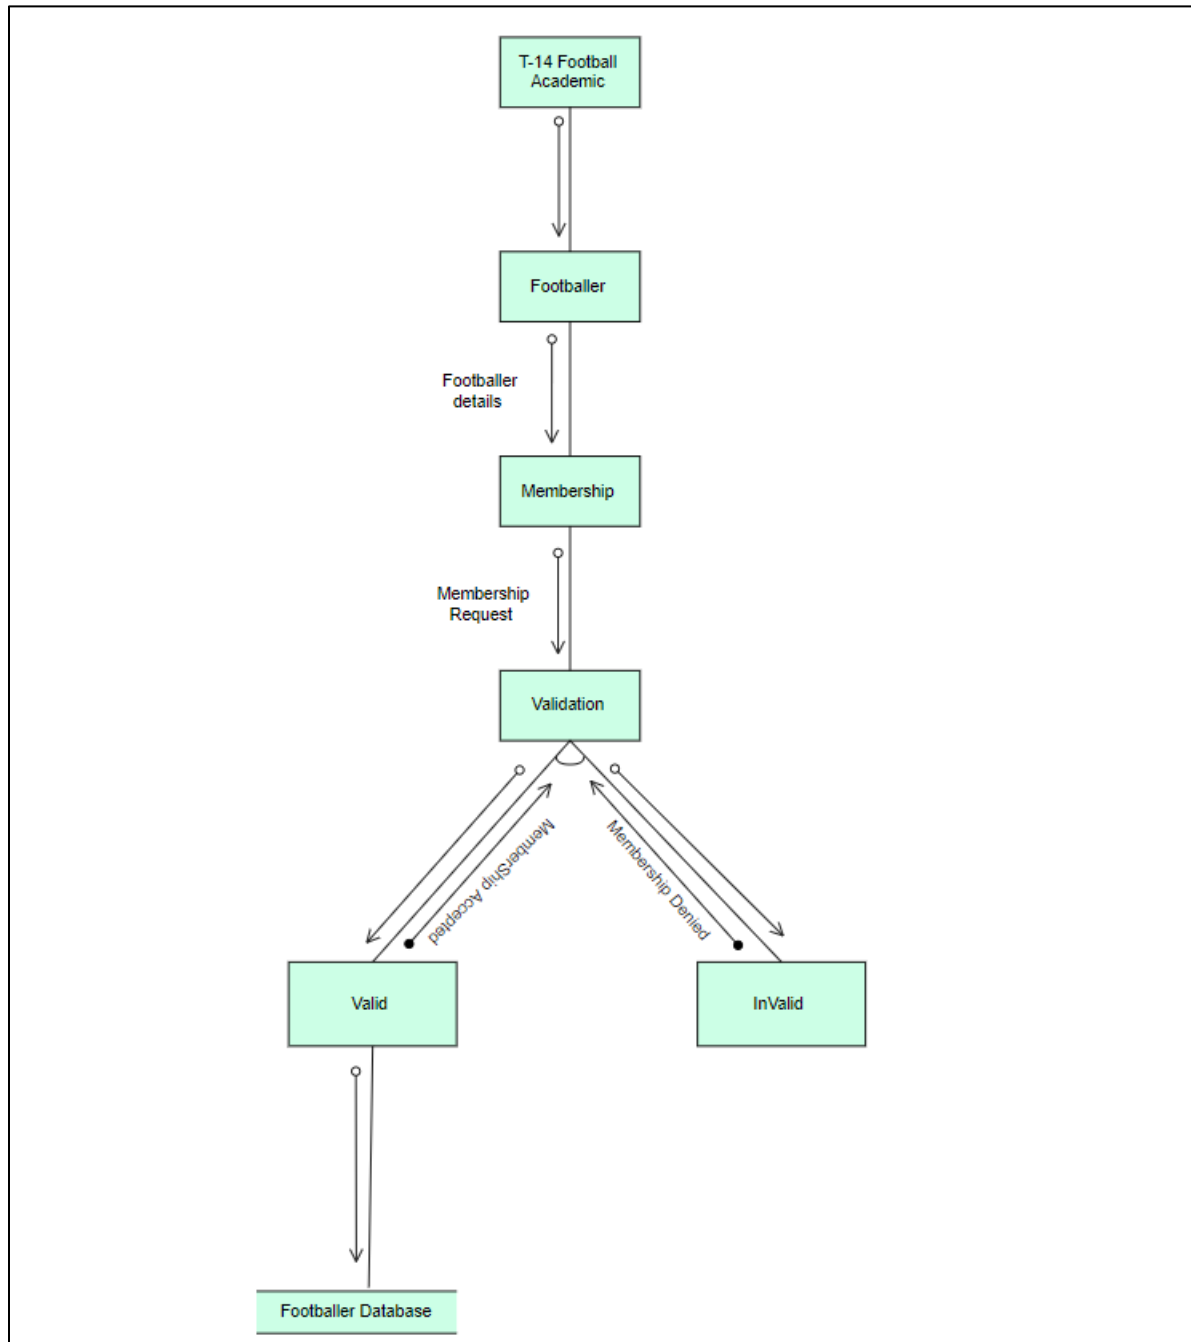 T-14 Football
Academic
Footballer
Footballer
details
Membership
Membership
Request
Validation
MemberShip Accepted
Membership Denied
Valid
InValid
Footballer Database